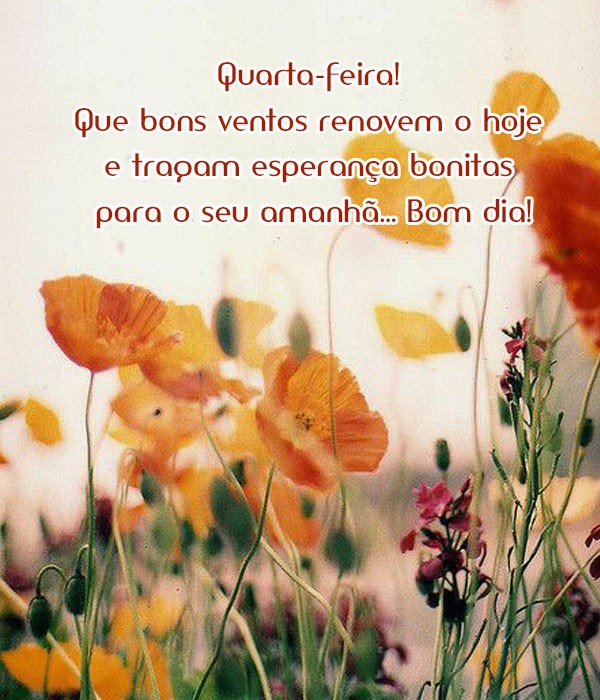 Quarta-feira!
Que bons ventos renovem o hoje
e tragam esperança bonitas
para o seu amanhã... Bom dia!